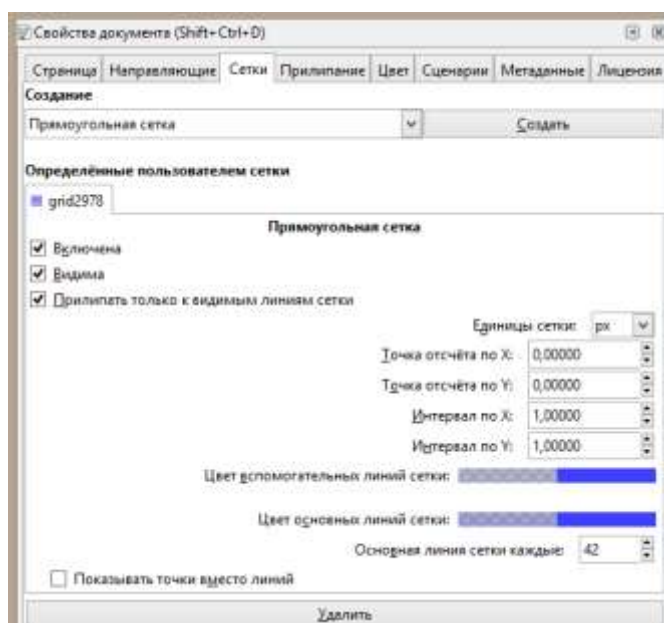 Свойства документа (Shift+Ctrl+D)
Страница Направляющие Сетки Прилипание Цвет Сценарии Метаданные Лицензия
Создание
Прямоугольная сетка Создать
Определённые пользователем сетки
grid2978
Прямоугольная сетка
Включена
Видима
Прилипать только к видимым линиям сетки
Единицы сетки: px
Точка отсчёта по X: 0,00000
Точка отсчёта по Y: 0,00000
Интервал по X: 1,00000
Интервал по Y: 1,00000
Цвет вспомогательных линий сетки:
Цвет основных линий сетки:
Основная линия сетки каждые: 42
Показывать точки вместо линий
Удалить